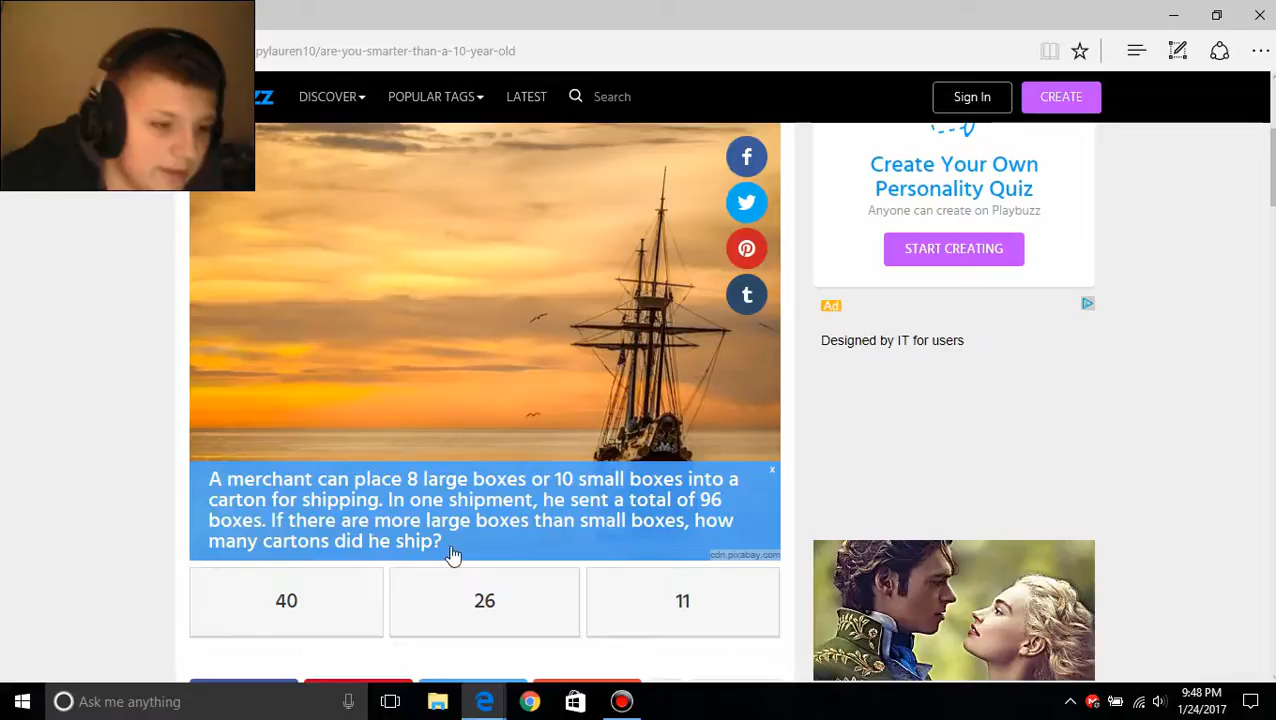 pylauren10/are-you-smarter-than-a-10-year-old
ZZ
DISCOVER
POPULAR TAGS
LATEST
Search
Sign In
CREATE
f
t
Create Your Own
Personality Quiz
Anyone can create on Playbuzz
START CREATING
Ad
Designed by IT for users
A merchant can place 8 large boxes or 10 small boxes into a
carton for shipping. In one shipment, he sent a total of 96
boxes. If there are more large boxes than small boxes, how
many cartons did he ship?
x
cdn.pixabay.com
40
26
11
Ask me anything
9:48 PM
1/24/2017